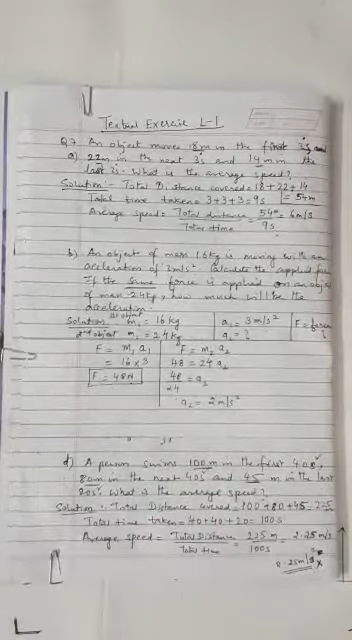 Textual Exercise L-1
Q7 An object moves 18m in the first 3s and
a) 22m in the next 3s and 14m in the
last 3s. What is the average speed?
Solution - Total Distance covered = 18 + 22 + 14
Total time taken = 3+3+3 = 9s = 54m
Average speed = Total distance = 54m = 6m/s
Total time 9s
b) An object of mass 16kg is moving with an
acceleration of 3m/s². Calculate the applied
If the same force is applied on an object
of mass 24kg, how much will be the
acceleration.
Solution:- 1st object m₁ = 16kg a₁ = 3m/s² F = force
2nd object m₂ = 24kg a₂ = ? ?
F = m₁ a₁ F = m₂ a₂
= 16 × 3 48 = 24 a₂
F = 48N 48 = a₂
24
a₂ = 2m/s²
d) A person swims 100m in the first 40s,
80m in the next 40s and 45 m in the last
20s. What is the average speed?
Solution : Total Distance covered = 100+80+45 = 225
Total time taken = 40+40+20 = 100s
Average speed = Total Distance = 225m = 2.25m/s
Total time 100s
2.25m/s